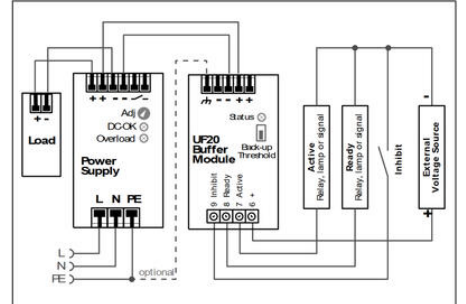 + + - - -
+ -
Load
Adj
DC-OK
Overload
Power
Supply
L N PE
L
N
PE
optional
- - + +
Status
UF20
Buffer
Module
Back-up
Threshold
9 Inhibit
8 Ready
7 Active
6 +
Active
Relay, lamp or signal
Ready
Relay, lamp or signal
Inhibit
-
External
Voltage Source
+